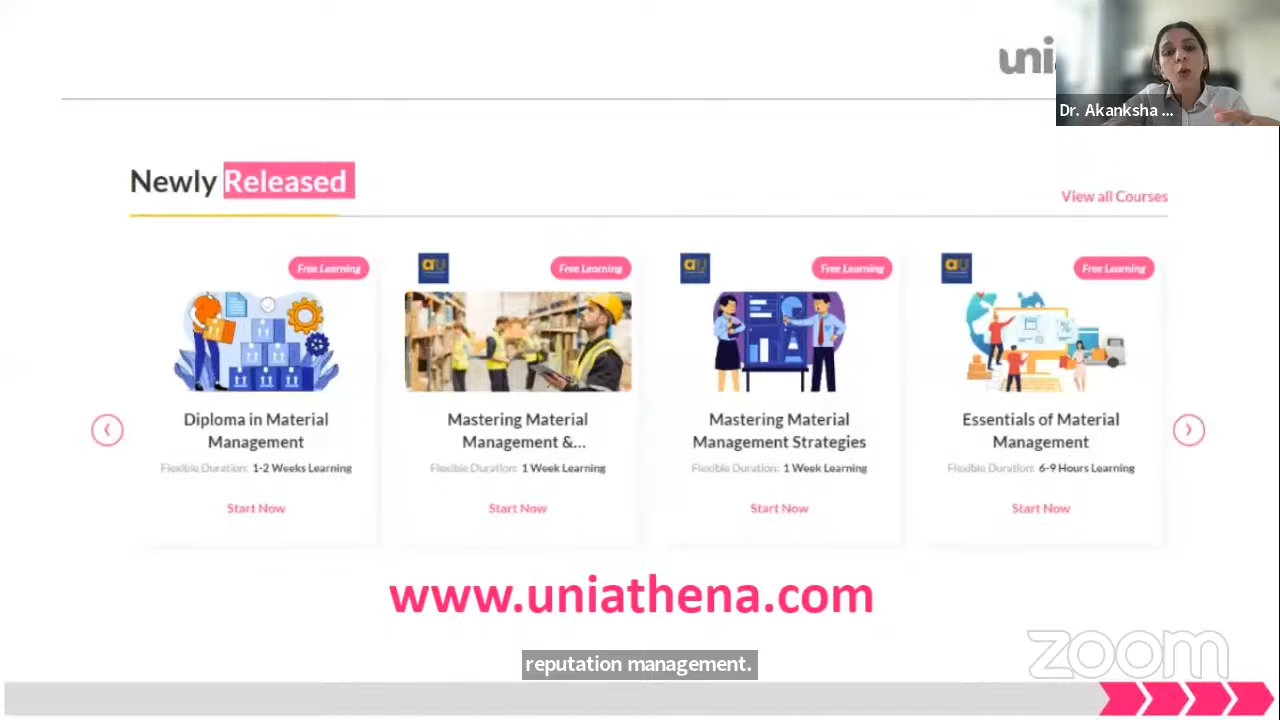 uni
Dr. Akanksha ...
Newly Released
View all Courses
Free Learning
Free Learning
Free Learning
Free Learning
au
au
au
Diploma in Material
Management
Flexible Duration: 1-2 Weeks Learning
Start Now
Mastering Material
Management &...
Flexible Duration: 1 Week Learning
Start Now
Mastering Material
Management Strategies
Flexible Duration: 1 Week Learning
Start Now
Essentials of Material
Management
Flexible Duration: 6-9 Hours Learning
Start Now
www.uniathena.com
reputation management.
zoom